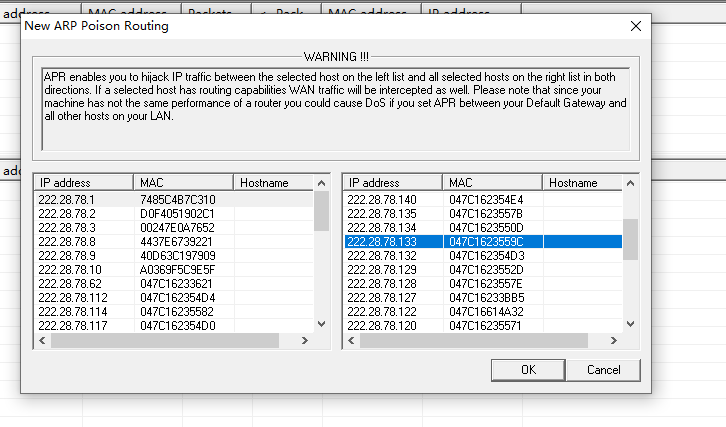 address MAC address Packets <- Pack MAC address IP address
New ARP Poison Routing
WARNING !!!
APR enables you to hijack IP traffic between the selected host on the left list and all selected hosts on the right list in both
directions. If a selected host has routing capabilities WAN traffic will be intercepted as well. Please note that since your
machine has not the same performance of a router you could cause DoS if you set APR between your Default Gateway and
all other hosts on your LAN.
add
IP address MAC Hostname
222.28.78.1 7485C4B7C310
222.28.78.2 D0F4051902C1
222.28.78.3 00247E0A7652
222.28.78.8 4437E6739221
222.28.78.9 40D63C197909
222.28.78.10 A0369F5C9E5F
222.28.78.62 047C16233621
222.28.78.112 047C162354D4
222.28.78.114 047C16235582
222.28.78.117 047C162354D0
IP address MAC Hostname
222.28.78.140 047C162354E4
222.28.78.135 047C1623557B
222.28.78.134 047C1623550D
222.28.78.133 047C1623559C
222.28.78.132 047C162354D3
222.28.78.129 047C1623552D
222.28.78.128 047C1623557E
222.28.78.127 047C16233BB5
222.28.78.122 047C16614A32
222.28.78.120 047C16235571
OK Cancel